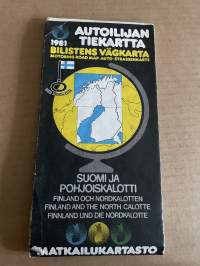 1981
AUTOILIJAN
TIEKARTTA
BILISTENS VÄGKARTA
MOTORING ROAD MAP AUTO-STRASSENKARTE
SUOMI JA
POHJOISKALOTTI
FINLAND OCH NORDKALOTTEN
FINLAND AND THE NORTH CALOTTE
FINNLAND UND DIE NORDKALOTTE
MATKAILUKARTASTO